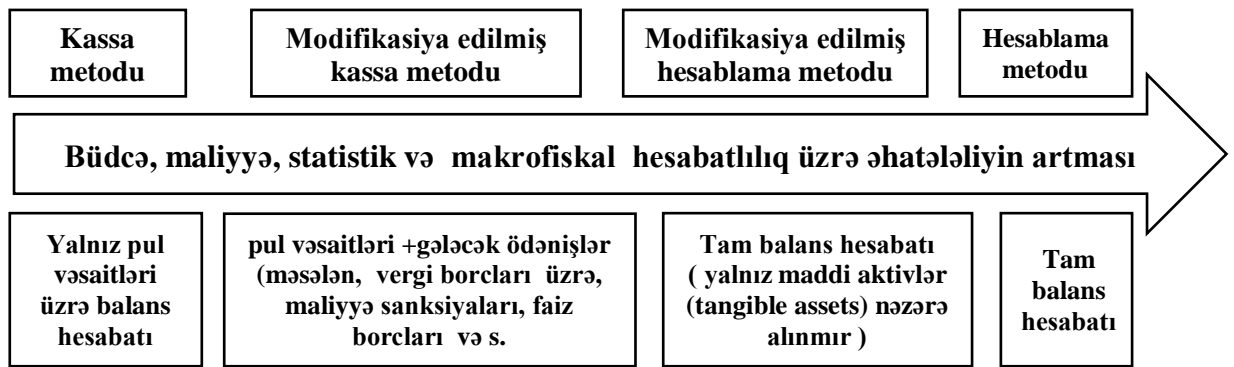 Kassa
metodu
Modifikasiya edilmiş
kassa metodu
Modifikasiya edilmiş
hesablama metodu
Hesablama
metodu
Büdcə, maliyyə, statistik və makrofiskal hesabatlılıq üzrə əhatələliyin artması
Yalnız pul
vəsaitləri
üzrə balans
hesabatı
pul vəsaitləri +gələcək ödənişlər
(məsələn, vergi borcları üzrə,
maliyyə sanksiyaları, faiz
borcları və s.
Tam balans hesabatı
( yalnız maddi aktivlər
(tangible assets) nəzərə
alınmır )
Tam
balans
hesabatı